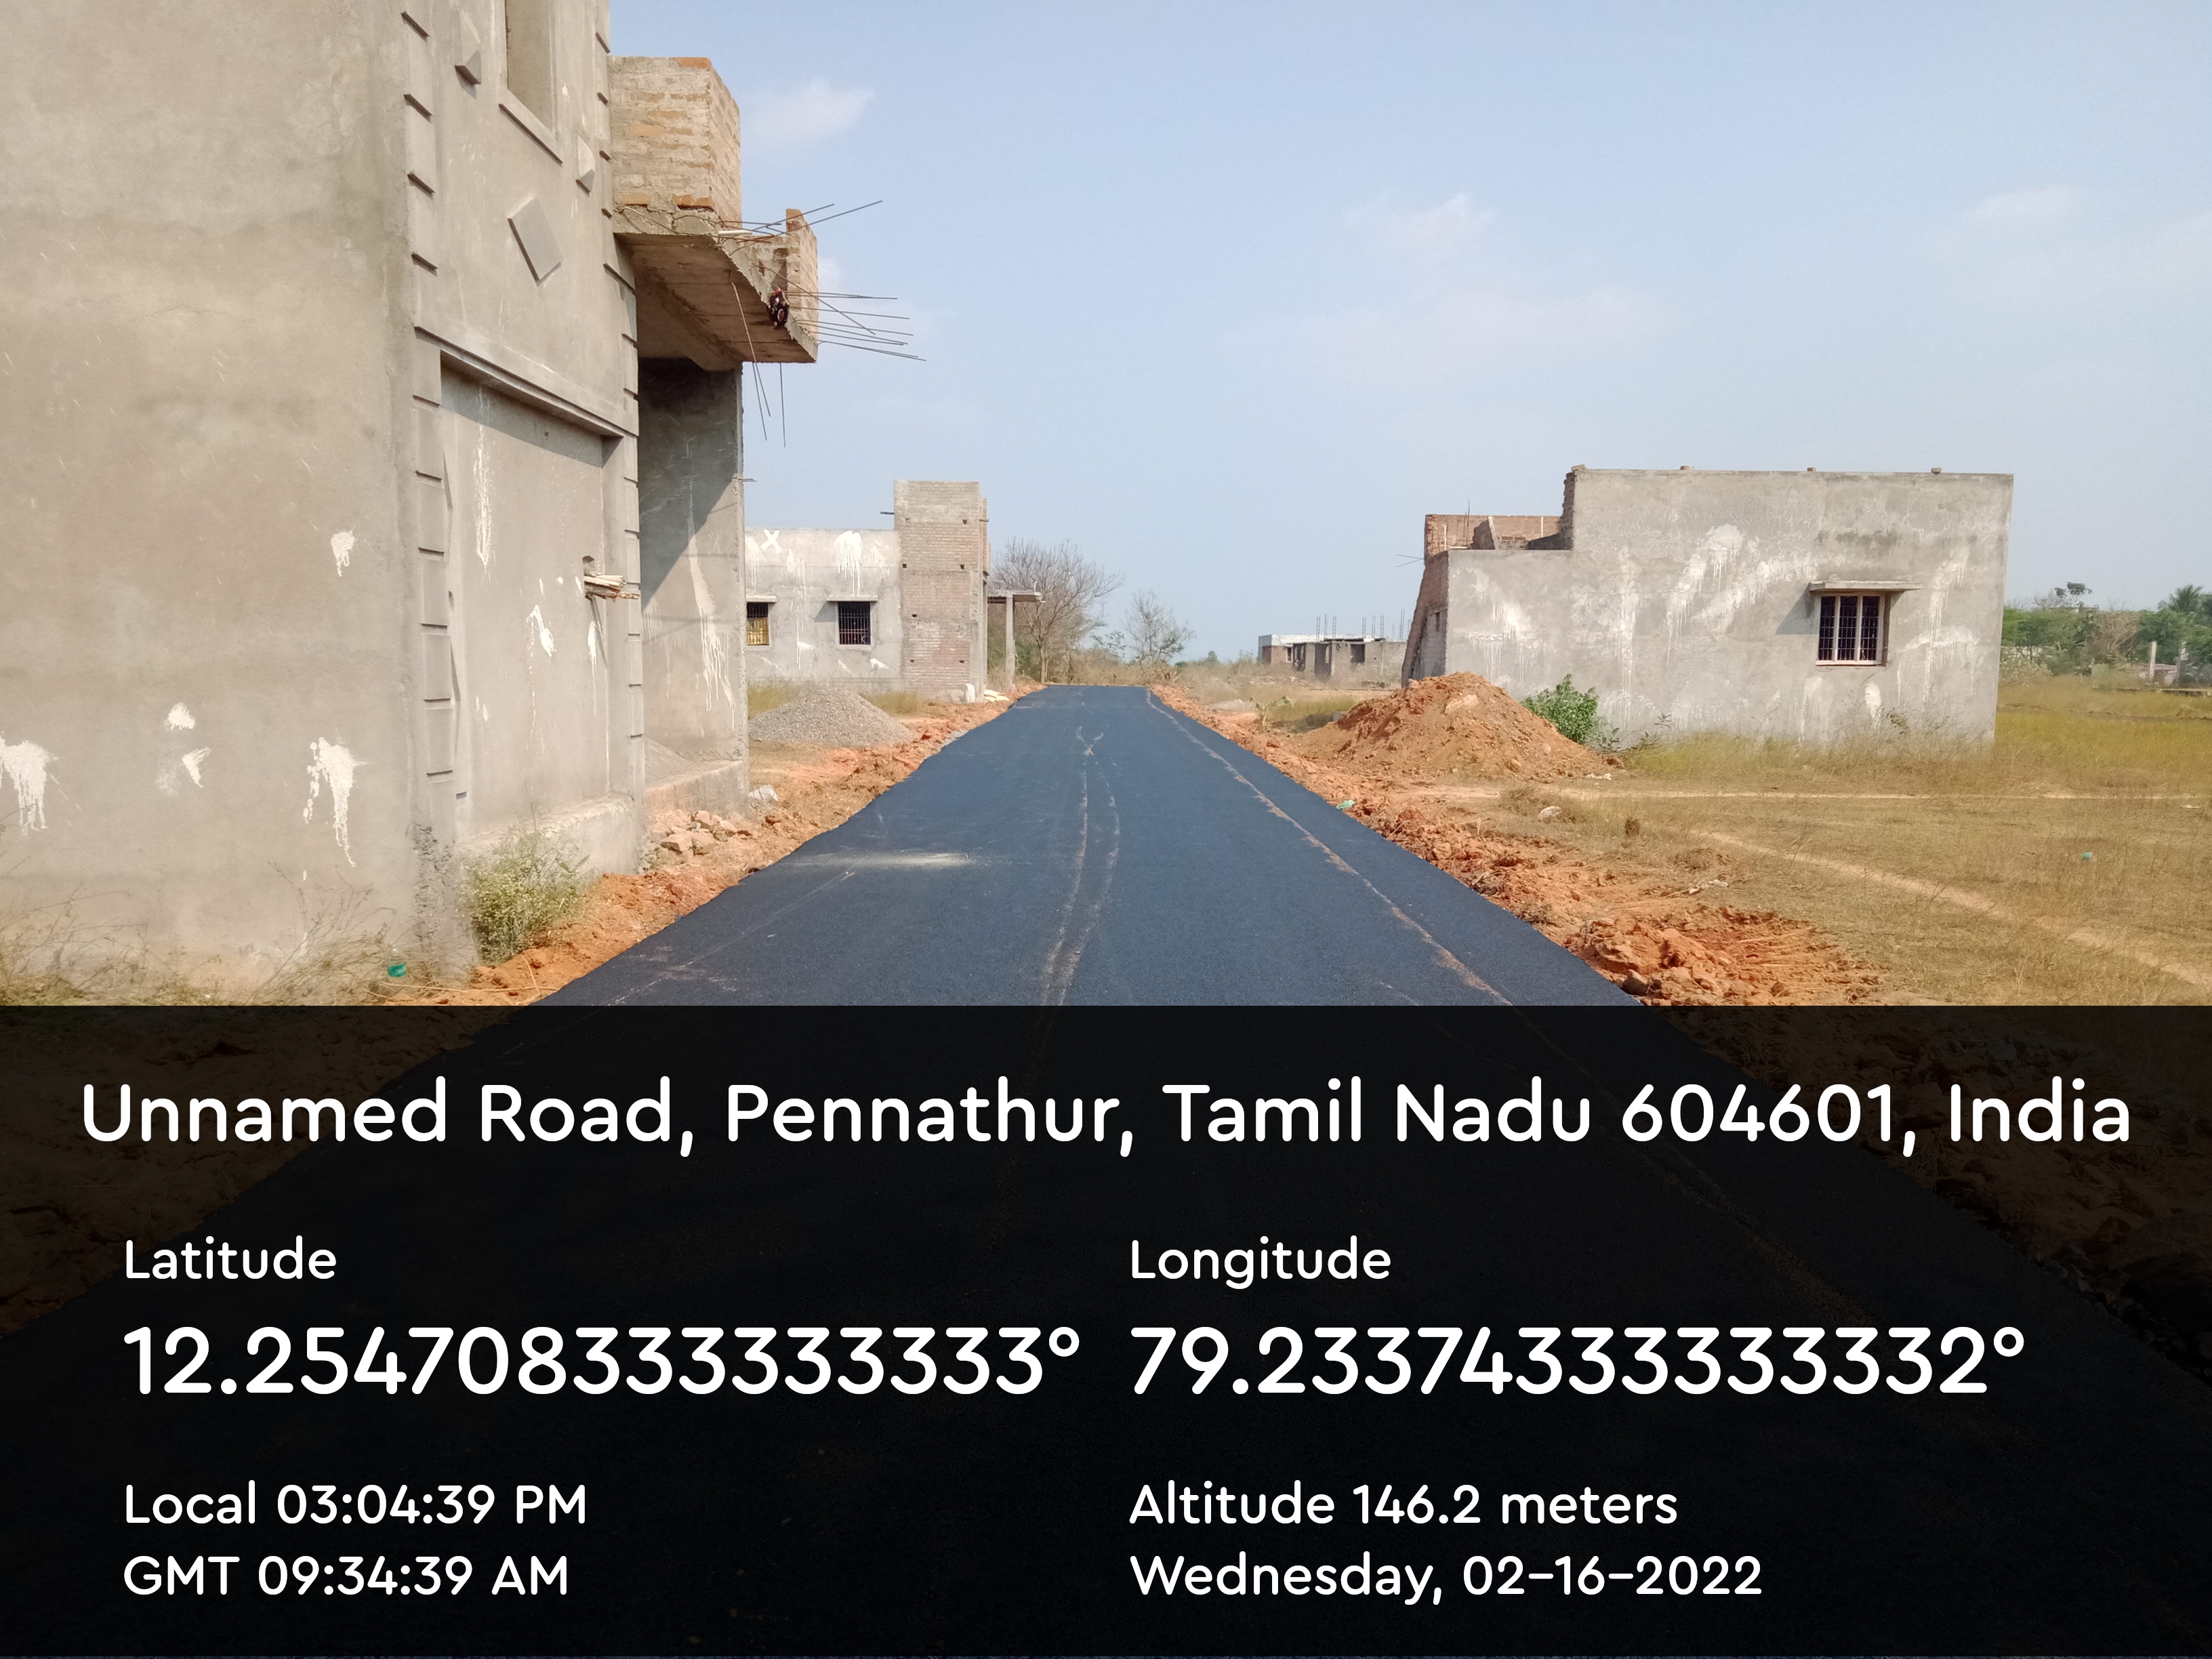 Unnamed Road, Pennathur, Tamil Nadu 604601, India
Latitude
12.254708333333333°
Longitude
79.23374333333332°
Local 03:04:39 PM
GMT 09:34:39 AM
Altitude 146.2 meters
Wednesday, 02-16-2022